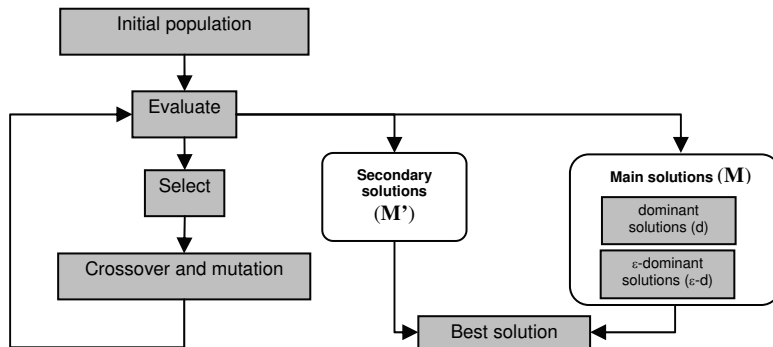 Initial population
Evaluate
Select
Crossover and mutation
Secondary
solutions
(M’)
Main solutions (M)
dominant
solutions (d)
ε-dominant
solutions (ε-d)
Best solution